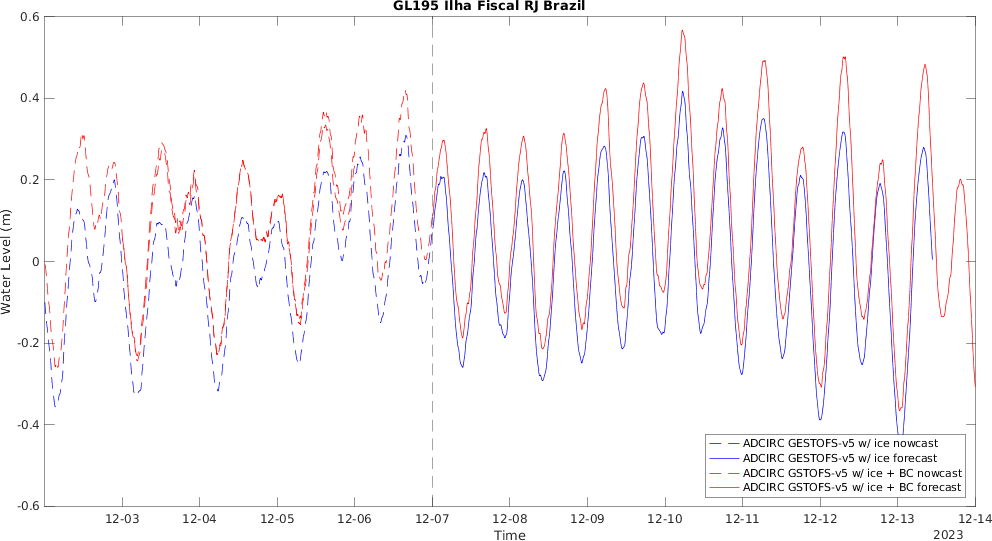 GL195 Ilha Fiscal RJ Brazil
0.6
0.4
0.2
0
-0.2
-0.4
-0.6
Water Level (m)
ADCIRC GESTOFS-v5 w/ ice nowcast
ADCIRC GESTOFS-v5 w/ ice forecast
ADCIRC GSTOFS-v5 w/ ice + BC nowcast
ADCIRC GSTOFS-v5 w/ ice + BC forecast
12-03 12-04 12-05 12-06 12-07 12-08 12-09 12-10 12-11 12-12 12-13 12-14
Time
2023